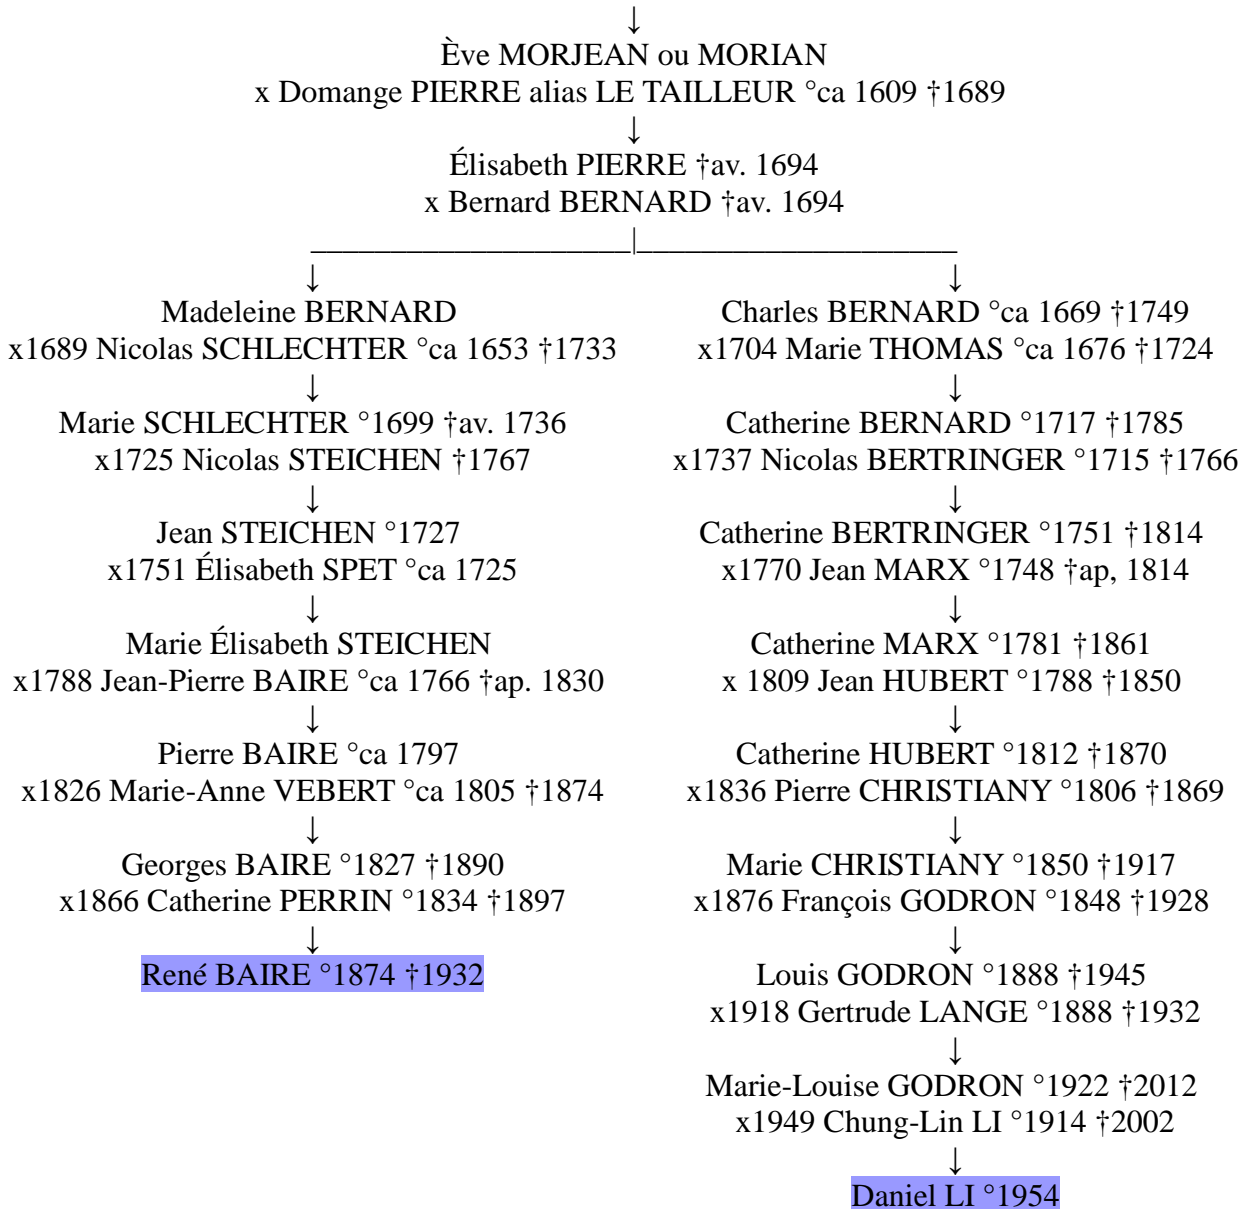 ↓
Ève MORJEAN ou MORIAN
x Domange PIERRE alias LE TAILLEUR °ca 1609 †1689
↓
Élisabeth PIERRE †av. 1694
x Bernard BERNARD †av. 1694
↓
Madeleine BERNARD
x1689 Nicolas SCHLECHTER °ca 1653 †1733
↓
Marie SCHLECHTER °1699 †av. 1736
x1725 Nicolas STEICHEN †1767
↓
Jean STEICHEN °1727
x1751 Élisabeth SPET °ca 1725
↓
Marie Élisabeth STEICHEN
x1788 Jean-Pierre BAIRE °ca 1766 †ap. 1830
↓
Pierre BAIRE °ca 1797
x1826 Marie-Anne VEBERT °ca 1805 †1874
↓
Georges BAIRE °1827 †1890
x1866 Catherine PERRIN °1834 †1897
↓
René BAIRE °1874 †1932
↓
Charles BERNARD °ca 1669 †1749
x1704 Marie THOMAS °ca 1676 †1724
↓
Catherine BERNARD °1717 †1785
x1737 Nicolas BERTRINGER °1715 †1766
↓
Catherine BERTRINGER °1751 †1814
x1770 Jean MARX °1748 †ap, 1814
↓
Catherine MARX °1781 †1861
x 1809 Jean HUBERT °1788 †1850
↓
Catherine HUBERT °1812 †1870
x1836 Pierre CHRISTIANY °1806 †1869
↓
Marie CHRISTIANY °1850 †1917
x1876 François GODRON °1848 †1928
↓
Louis GODRON °1888 †1945
x1918 Gertrude LANGE °1888 †1932
↓
Marie-Louise GODRON °1922 †2012
x1949 Chung-Lin LI °1914 †2002
↓
Daniel LI °1954